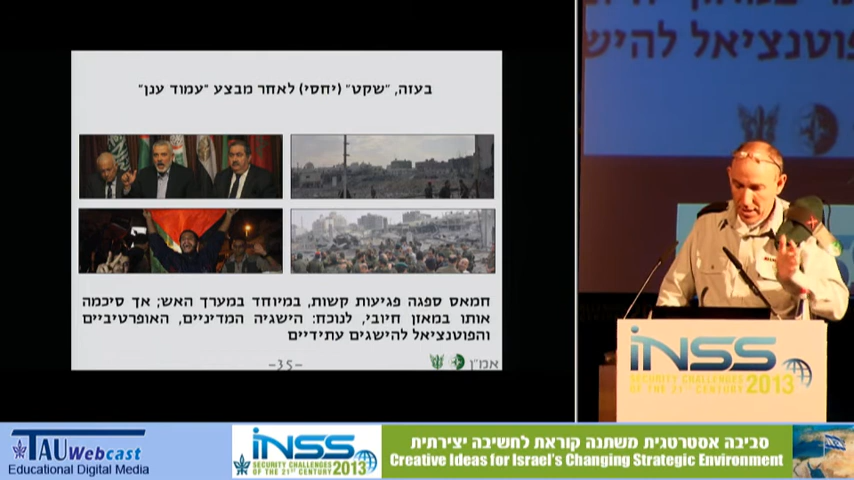 בעזה, "שקט" (יחסי) לאחר מבצע "עמוד ענן"
חמאס ספגה פגיעות קשות, במיוחד במערך האש; אך סיכמה
אותו במאזן חיובי, לנוכח: הישגיה המדיניים, האופרטיביים
והפוטנציאל להישגים עתידיים
אמ"ן
-35-
פוטנציאל להיש
iNSS
SECURITY CHALLENGES
OF THE 21ST CENTURY 2013
TAU Webcast
Educational Digital Media
iNSS
SECURITY CHALLENGES
OF THE 21ST CENTURY 2013
סביבה אסטרטגית משתנה קוראת לחשיבה יצירתית
Creative Ideas for Israel's Changing Strategic Environment